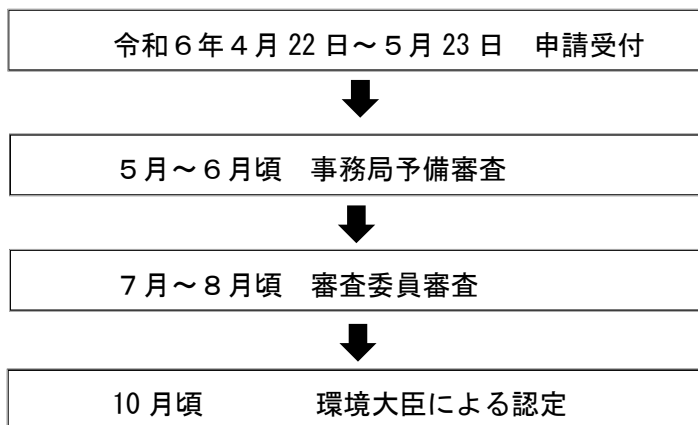 令和６年４月 22 日～５月 23 日　申請受付
５月～６月頃　事務局予備審査
７月～８月頃　審査委員審査
10 月頃　　　　環境大臣による認定